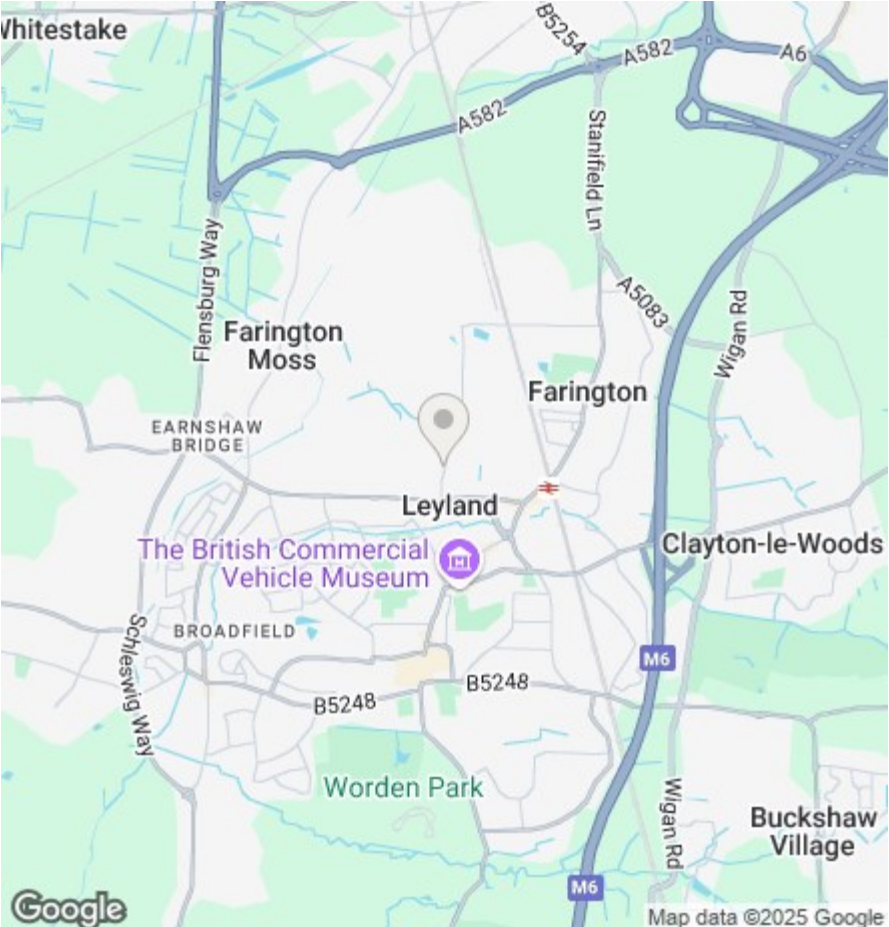 Whitestake
B5254
A582
A6
A582
Stanifield Ln
Flensburg Way
A5083
Wigan Rd
Farington
Moss
Farington
EARNSHAW
BRIDGE
Leyland
The British Commercial
Vehicle Museum
Clayton-le-Woods
BROADFIELD
Schleswig Way
M6
B5248
B5248
Worden Park
Wigan Rd
Buckshaw
Village
M6
Google
Map data ©2025 Google